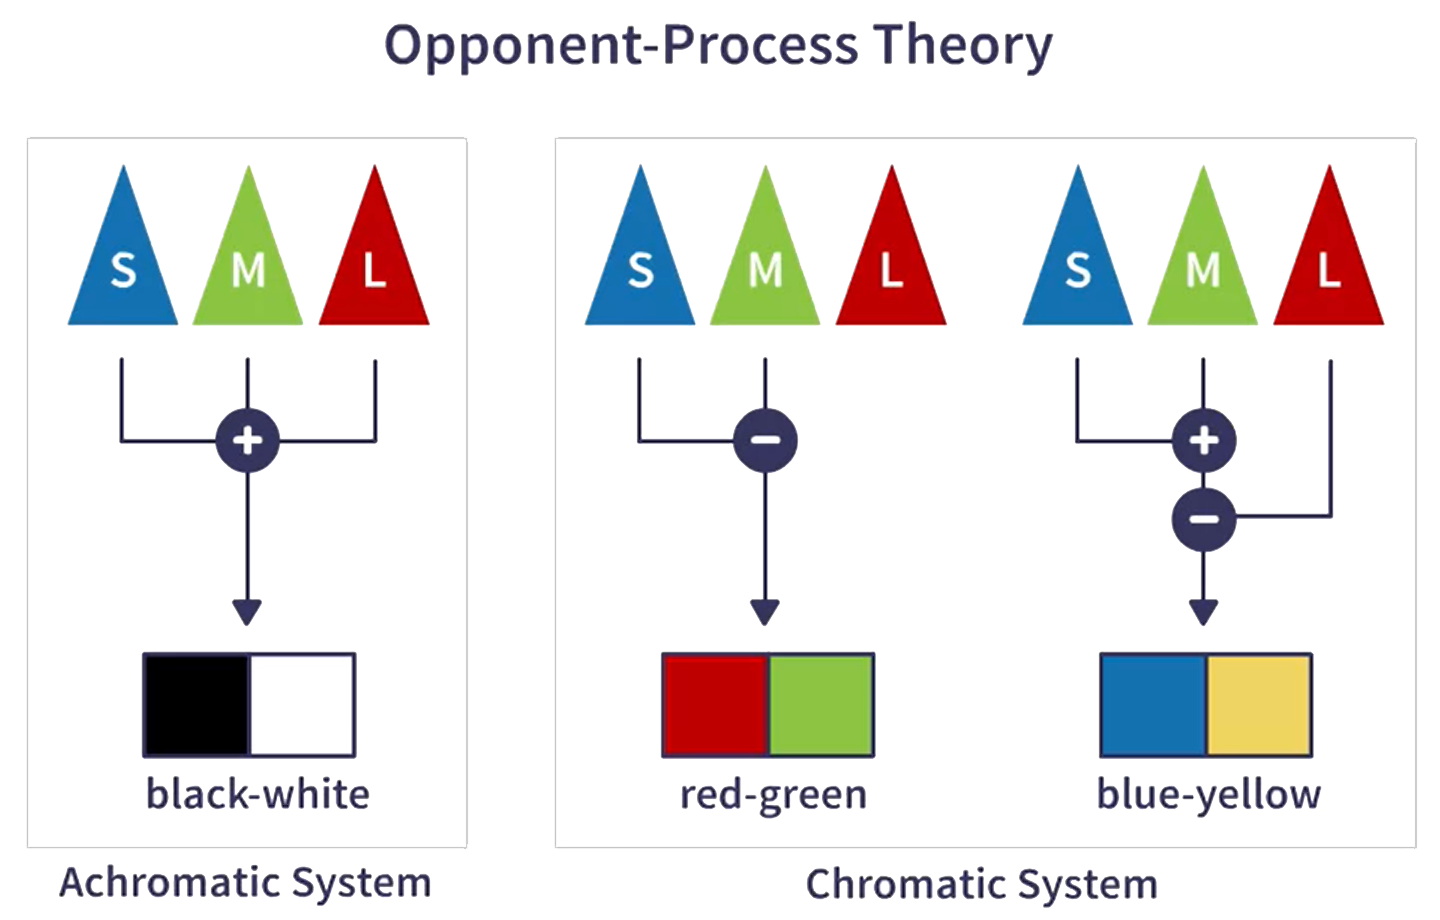 Opponent-Process Theory
S M L
S M L
S M L
black-white
red-green
blue-yellow
Achromatic System
Chromatic System